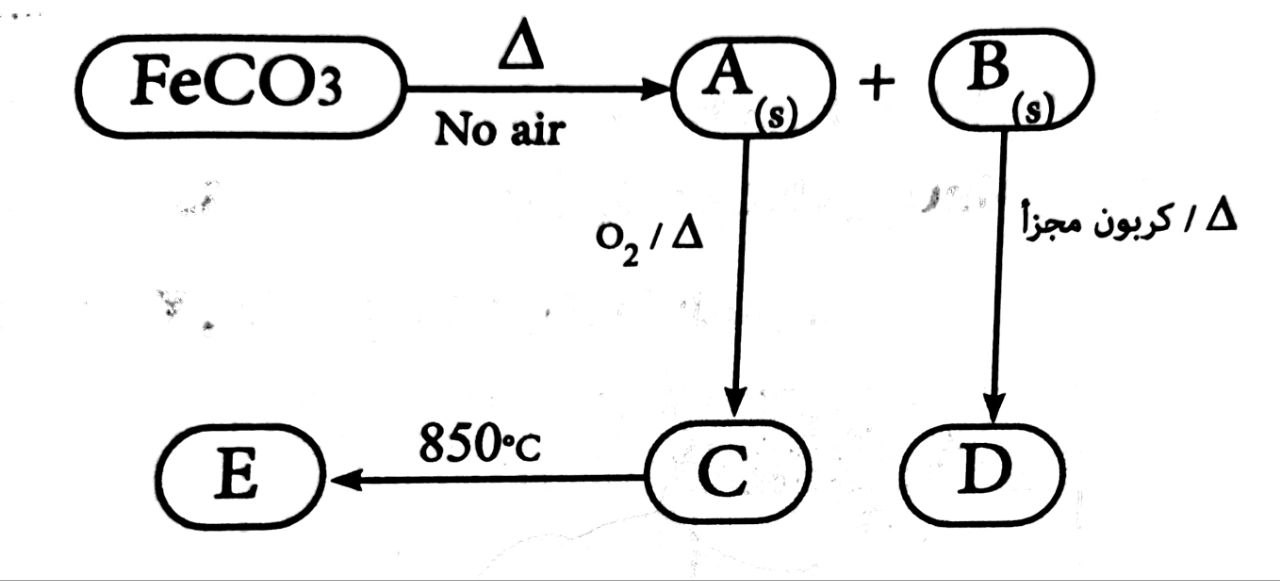 FeCO3
Δ
No air
A(s) + B(s)
O2 / Δ
Δ / كربون مجزأ
E
850°C
C
D